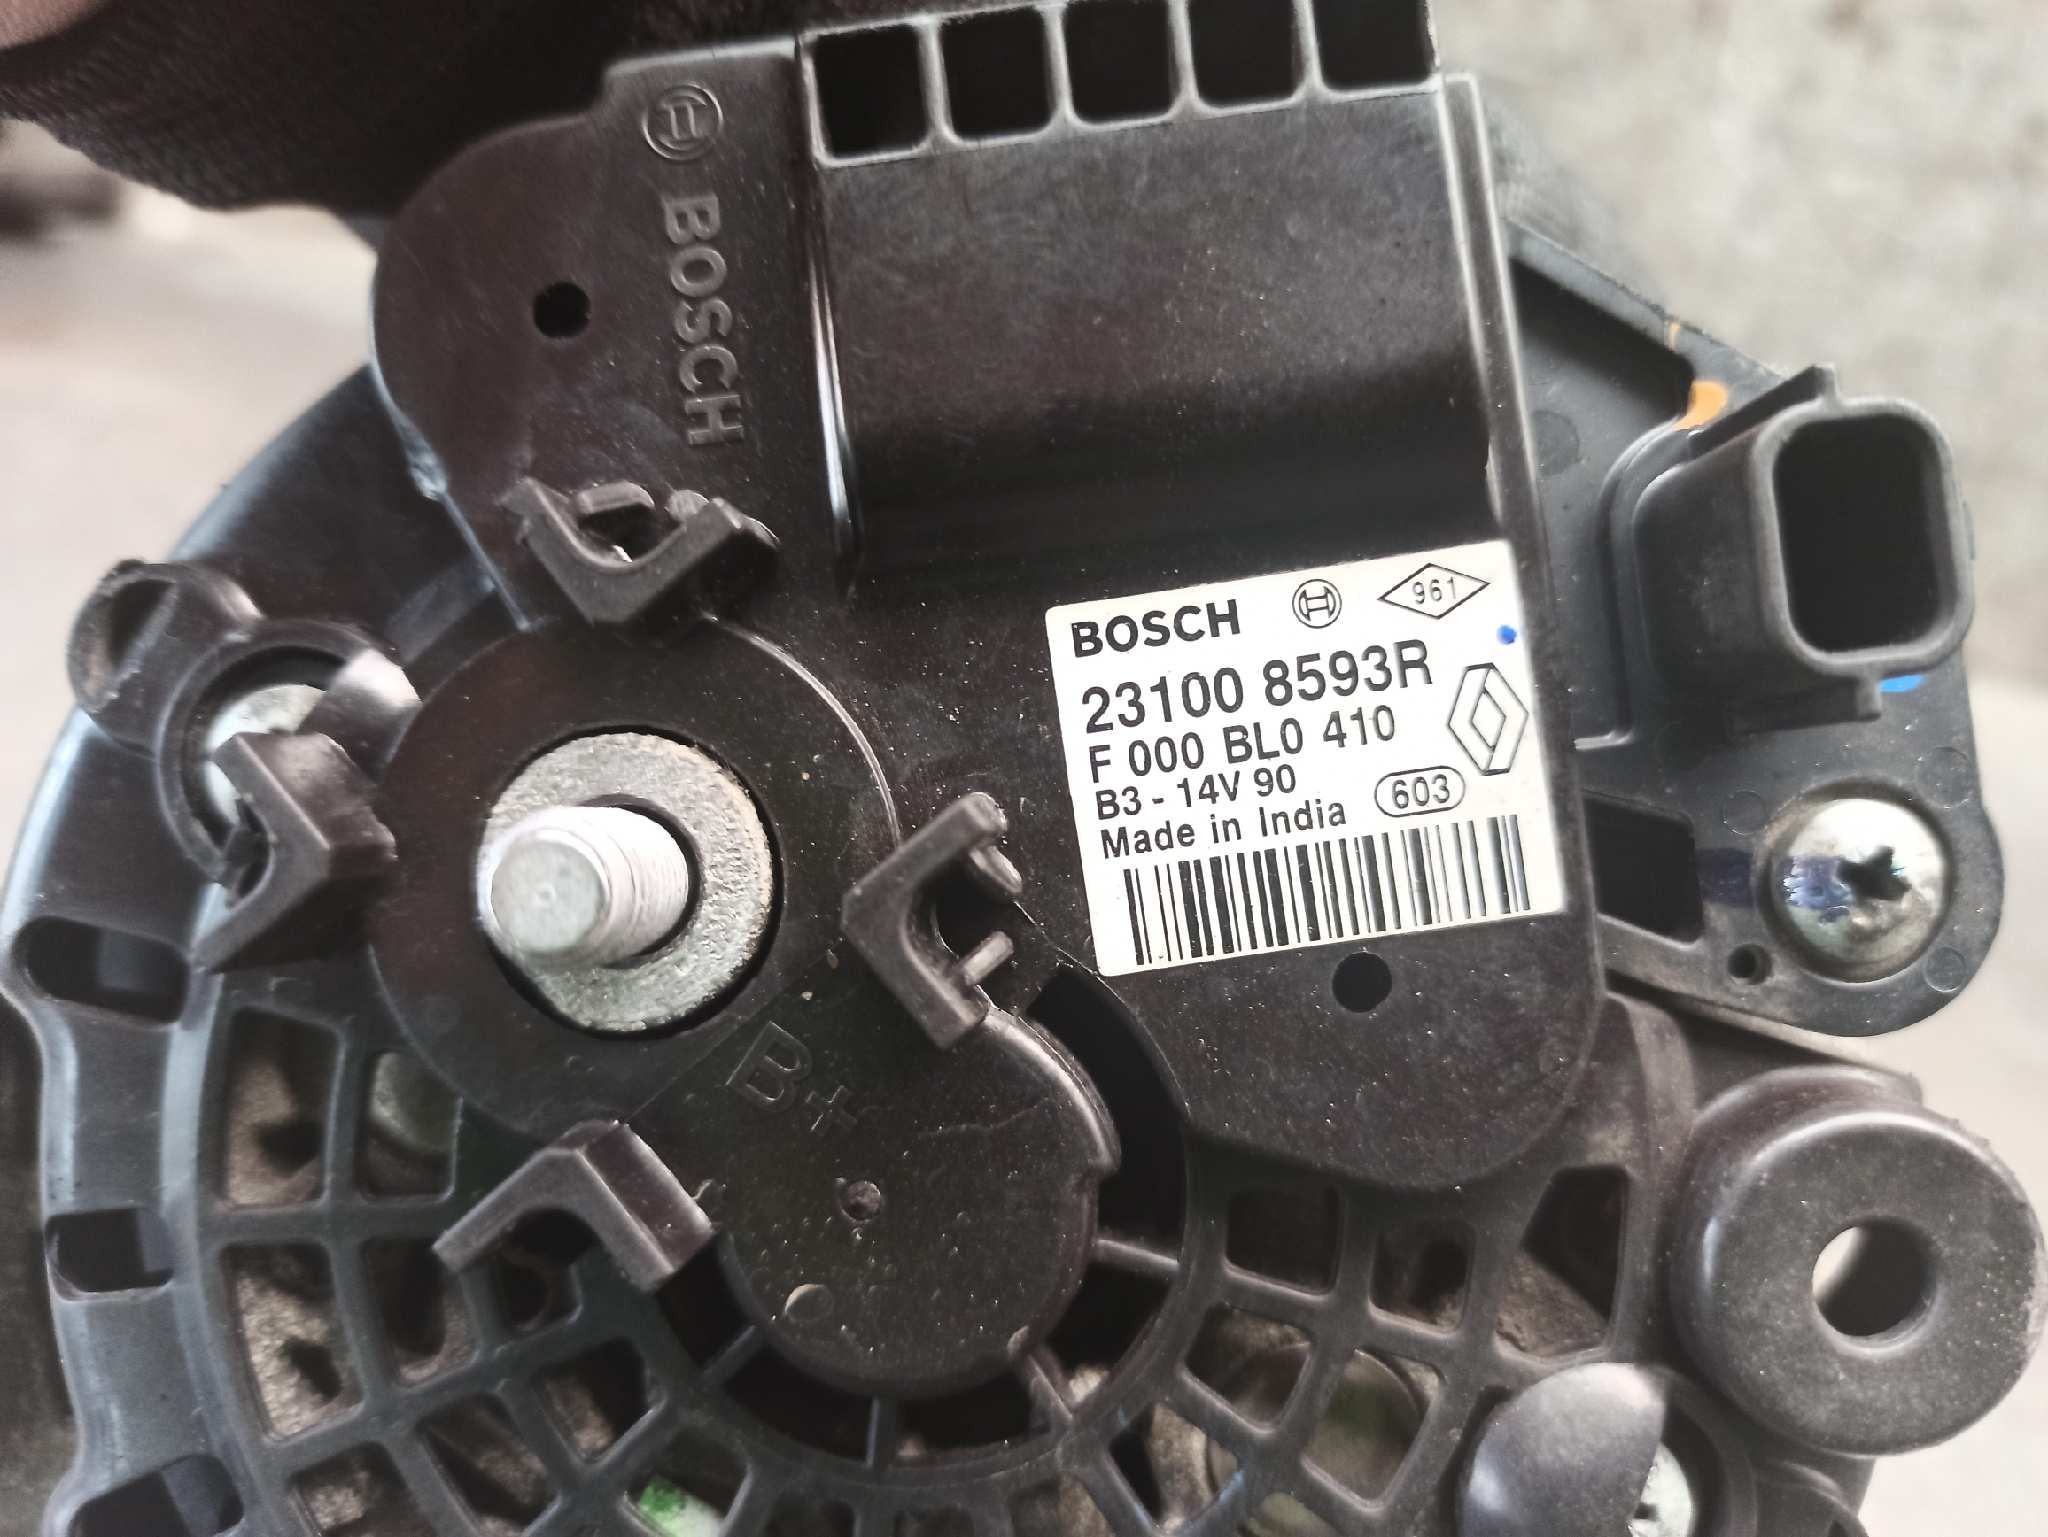 BOSCH
BOSCH 961
23100 8593R
F 000 BL0 410
B3 - 14V 90
Made in India 603
B+